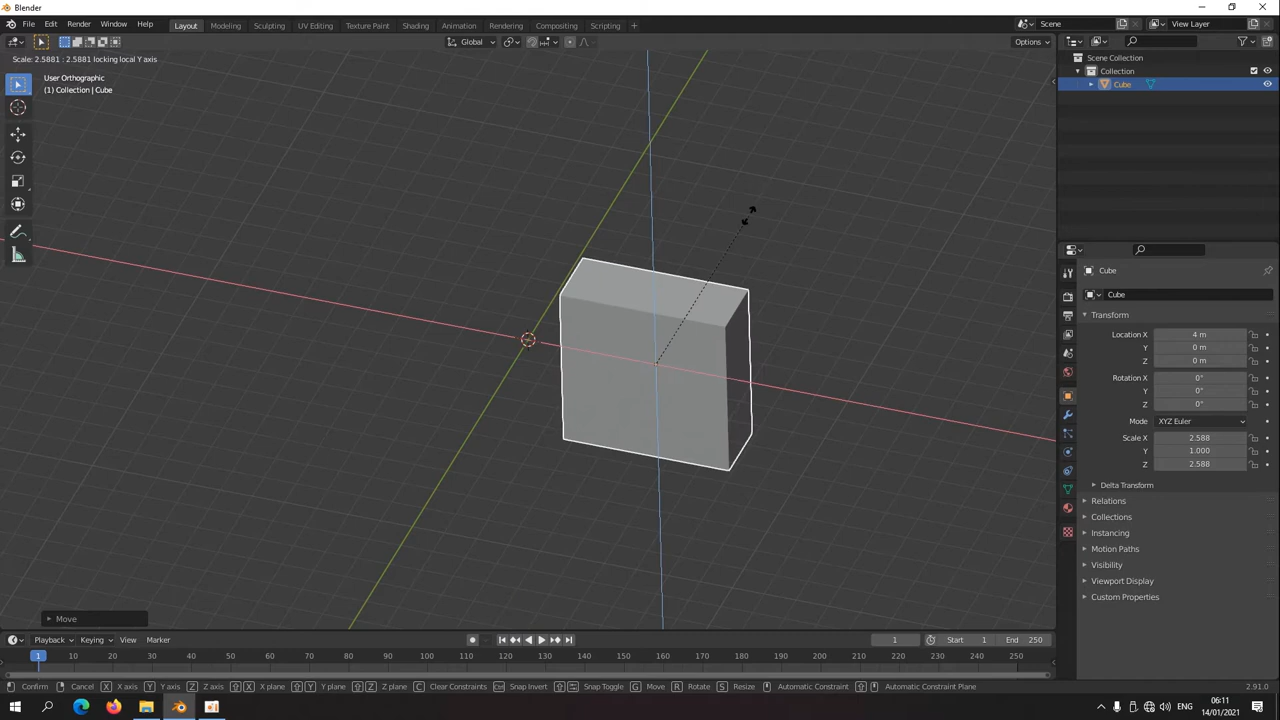 Blender
File Edit Render Window Help Layout Modeling Sculpting UV Editing Texture Paint Shading Animation Rendering Compositing Scripting + Scene View Layer
Global Options
Scale: 2.5881 : 2.5881 locking local Y axis
User Orthographic
(1) Collection | Cube
Scene Collection
Collection
Cube
Cube
Cube
Transform
Location X 4 m
Y 0 m
Z 0 m
Rotation X 0°
Y 0°
Z 0°
Mode XYZ Euler
Scale X 2.588
Y 1.000
Z 2.588
Delta Transform
Relations
Collections
Instancing
Motion Paths
Visibility
Viewport Display
Custom Properties
Move
Playback Keying View Marker 1 Start 1 End 250
1 10 20 30 40 50 60 70 80 90 100 110 120 130 140 150 160 170 180 190 200 210 220 230 240 250
Confirm Cancel X X axis Y Y axis Z Z axis X X plane Y Y plane Z Z plane C Clear Constraints Snap Invert Snap Toggle G Move R Rotate S Resize Automatic Constraint Automatic Constraint Plane 2.91.0
ENG 06:11
14/01/2021